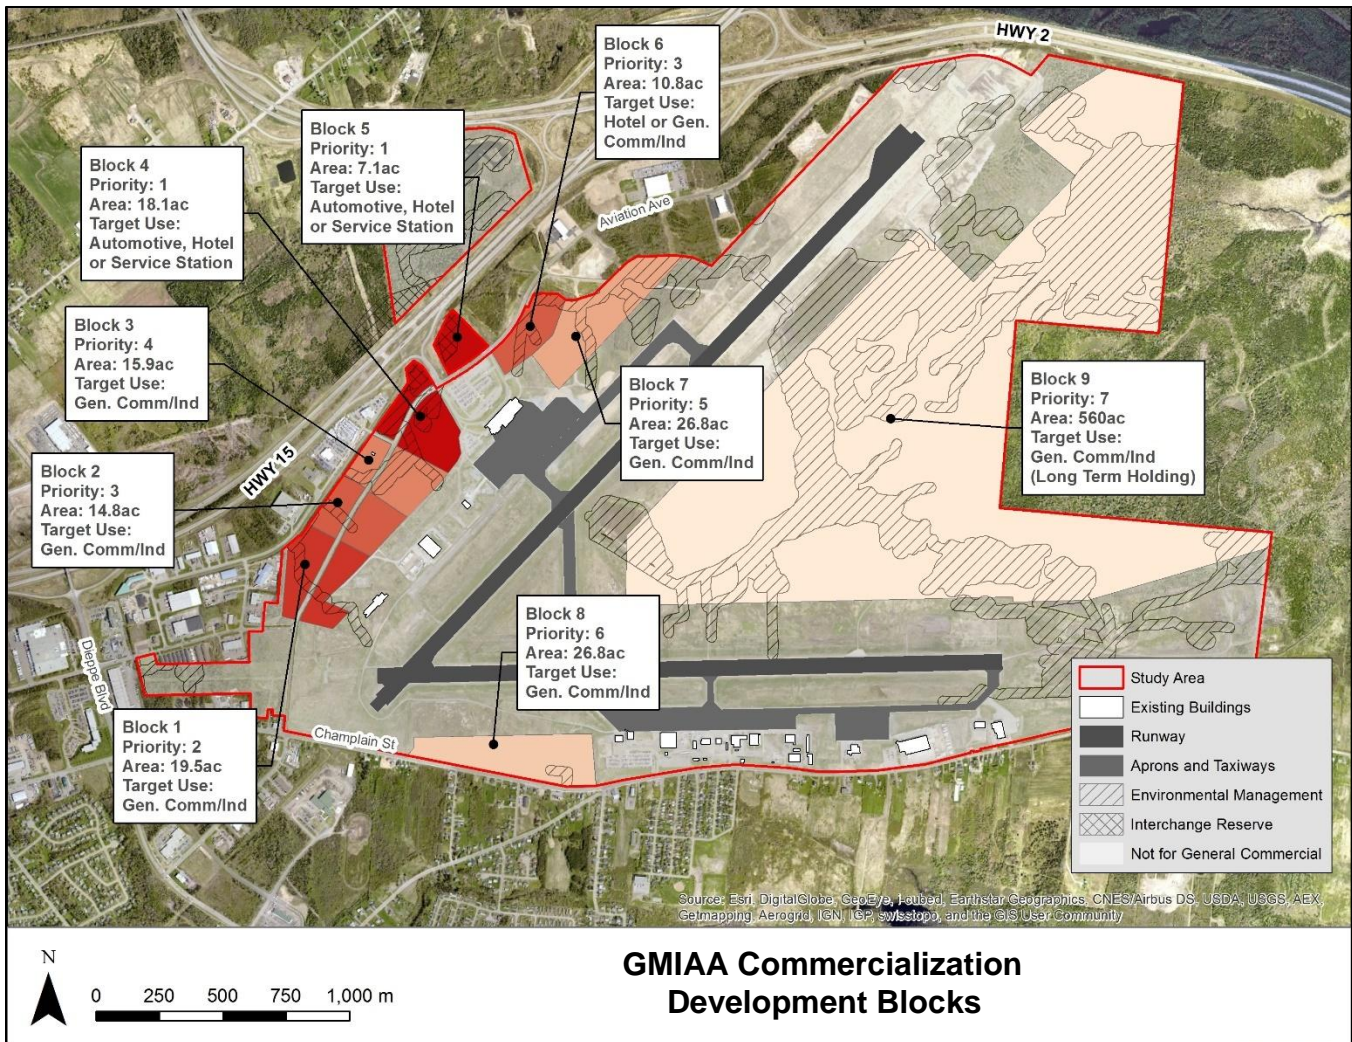 HWY 2
Block 6
Priority: 3
Area: 10.8ac
Target Use:
Hotel or Gen.
Comm/Ind
Block 5
Priority: 1
Area: 7.1ac
Target Use:
Automotive, Hotel
or Service Station
Block 4
Priority: 1
Area: 18.1ac
Target Use:
Automotive, Hotel
or Service Station
Aviation Ave
Block 3
Priority: 4
Area: 15.9ac
Target Use:
Gen. Comm/Ind
Block 7
Priority: 5
Area: 26.8ac
Target Use:
Gen. Comm/Ind
Block 9
Priority: 7
Area: 560ac
Target Use:
Gen. Comm/Ind
(Long Term Holding)
HWY 15
Block 2
Priority: 3
Area: 14.8ac
Target Use:
Gen. Comm/Ind
Block 8
Priority: 6
Area: 26.8ac
Target Use:
Gen. Comm/Ind
Dieppe Blvd
Block 1
Priority: 2
Area: 19.5ac
Target Use:
Gen. Comm/Ind
Champlain St
Study Area
Existing Buildings
Runway
Aprons and Taxiways
Environmental Management
Interchange Reserve
Not for General Commercial
Source: Esri, DigitalGlobe, GeoEye, i-cubed, Earthstar Geographics, CNES/Airbus DS, USDA, USGS, AEX,
Getmapping, Aerogrid, IGN, IGP, swisstopo, and the GIS User Community
N
0 250 500 750 1,000 m
GMIAA Commercialization
Development Blocks